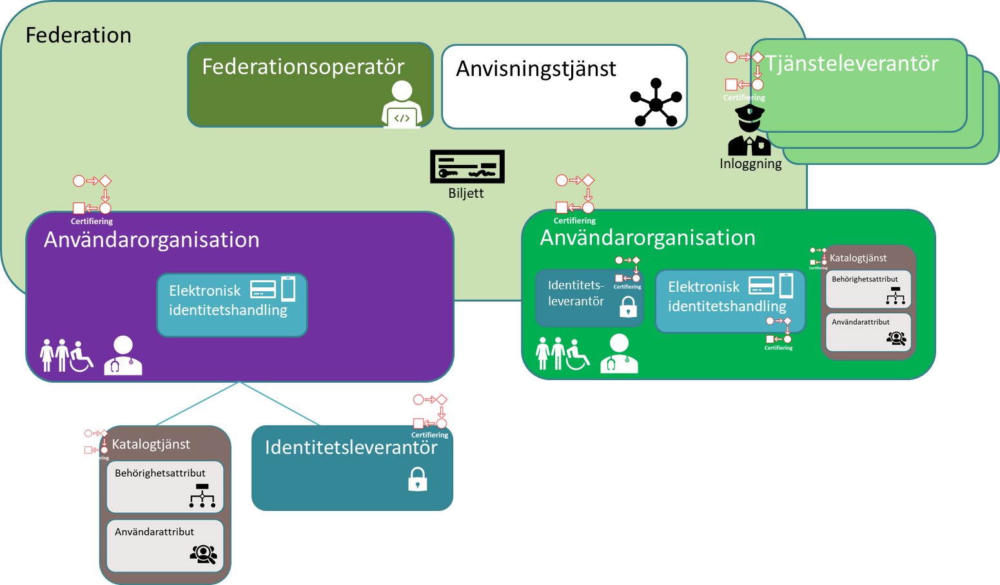 Federation
Federationsoperatör
</>
Anvisningstjänst
Tjänsteleverantör
Certifiering
Inloggning
Biljett
Certifiering
Användarorganisation
Elektronisk
identitetshandling
Certifiering
Användarorganisation
Identitets-
leverantör
Certifiering
Elektronisk
identitetshandling
Certifiering
Certifiering
Katalogtjänst
Behörighetsattribut
Användarattribut
ering
Katalogtjänst
Behörighetsattribut
Användarattribut
Certifiering
Identitetsleverantör